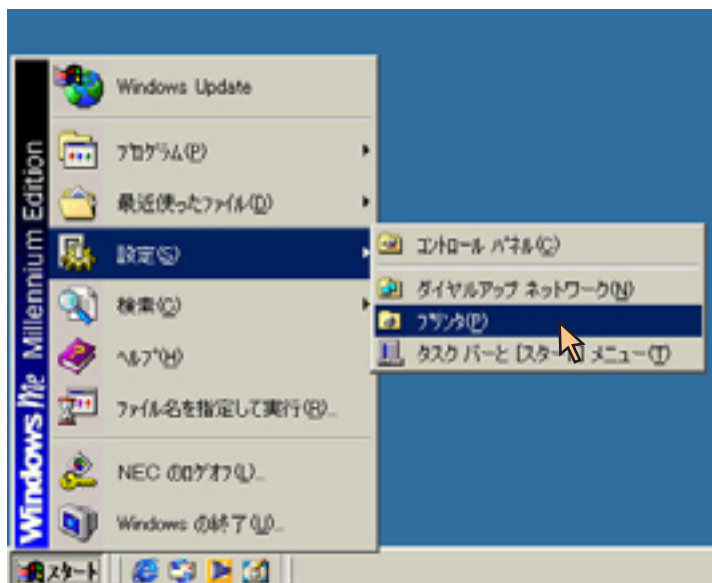 Windows Me Millennium Edition
Windows Update
プログラム(P)
最近使ったファイル(D)
設定(S)
検索(C)
ヘルプ(H)
ファイル名を指定して実行(R)...
NEC のログオフ(L)...
Windows の終了(U)...
コントロール パネル(C)
ダイヤルアップ ネットワーク(N)
プリンタ(P)
タスク バーと [スタート] メニュー(T)
スタート